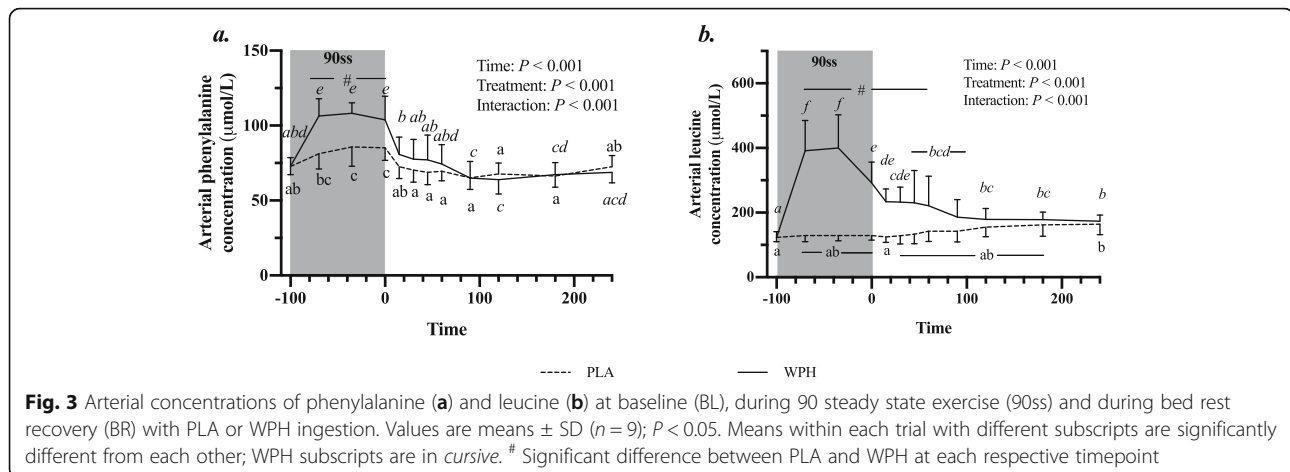 a.
150
100
50
0
Arterial phenylalanine
concentration (μmol/L)
90ss
#
e e e
abd
b ab
ab
abd
c
a
cd
ab
ab
bc
c
c
ab
a
a
a
a
c
a
acd
Time: P < 0.001
Treatment: P < 0.001
Interaction: P < 0.001
-100 0 100 200
Time
b.
600
400
200
0
Arterial leucine
concentration (μmol/L)
90ss
#
f f
e
de
cde
bcd
bc
bc
b
a
a
ab
a
ab
b
Time: P < 0.001
Treatment: P < 0.001
Interaction: P < 0.001
-100 0 100 200
Time
PLA WPH
Fig. 3 Arterial concentrations of phenylalanine (a) and leucine (b) at baseline (BL), during 90 steady state exercise (90ss) and during bed rest
recovery (BR) with PLA or WPH ingestion. Values are means ± SD (n = 9); P < 0.05. Means within each trial with different subscripts are significantly
different from each other; WPH subscripts are in cursive. # Significant difference between PLA and WPH at each respective timepoint